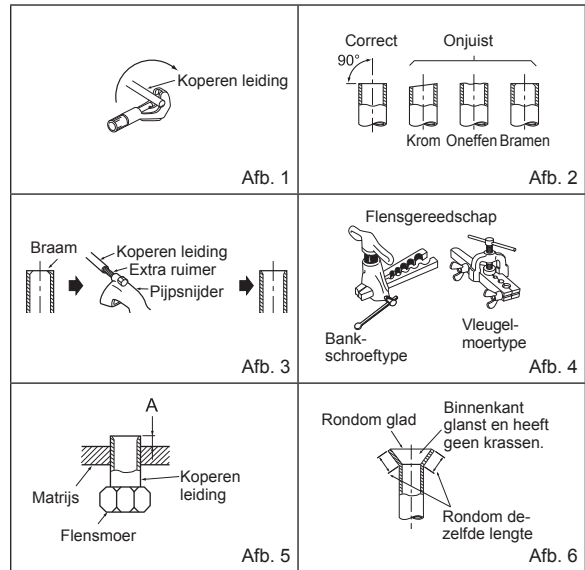 Koperen leiding
Afb. 1
Correct
Onjuist
90°
Krom Oneffen Bramen
Afb. 2
Braam
Koperen leiding
Extra ruimer
Pijpsnijder
Afb. 3
Flensgereedschap
Bank-
schroeftype
Vleugel-
moertype
Afb. 4
A
Koperen
leiding
Matrijs
Flensmoer
Afb. 5
Rondom glad
Binnenkant
glanst en heeft
geen krassen.
Rondom de-
zelfde lengte
Afb. 6